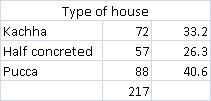 Type of house
Kachha 72 33.2
Half concreted 57 26.3
Pucca 88 40.6
217